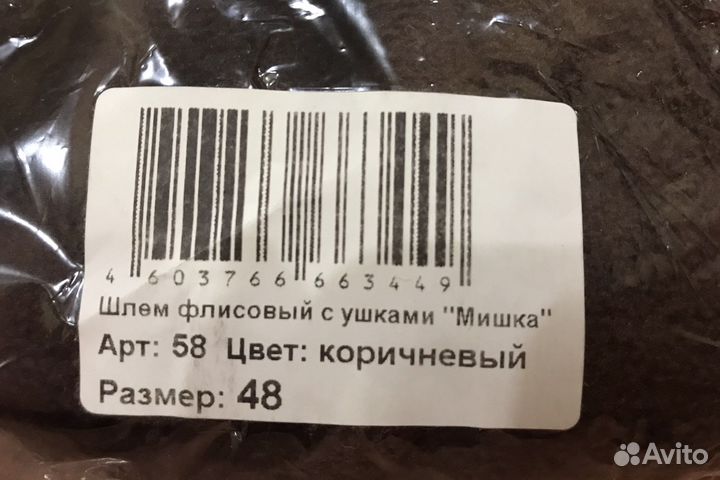 4 603766 663449
Шлем флисовый с ушками "Мишка"
Арт: 58 Цвет: коричневый
Размер: 48
Avito